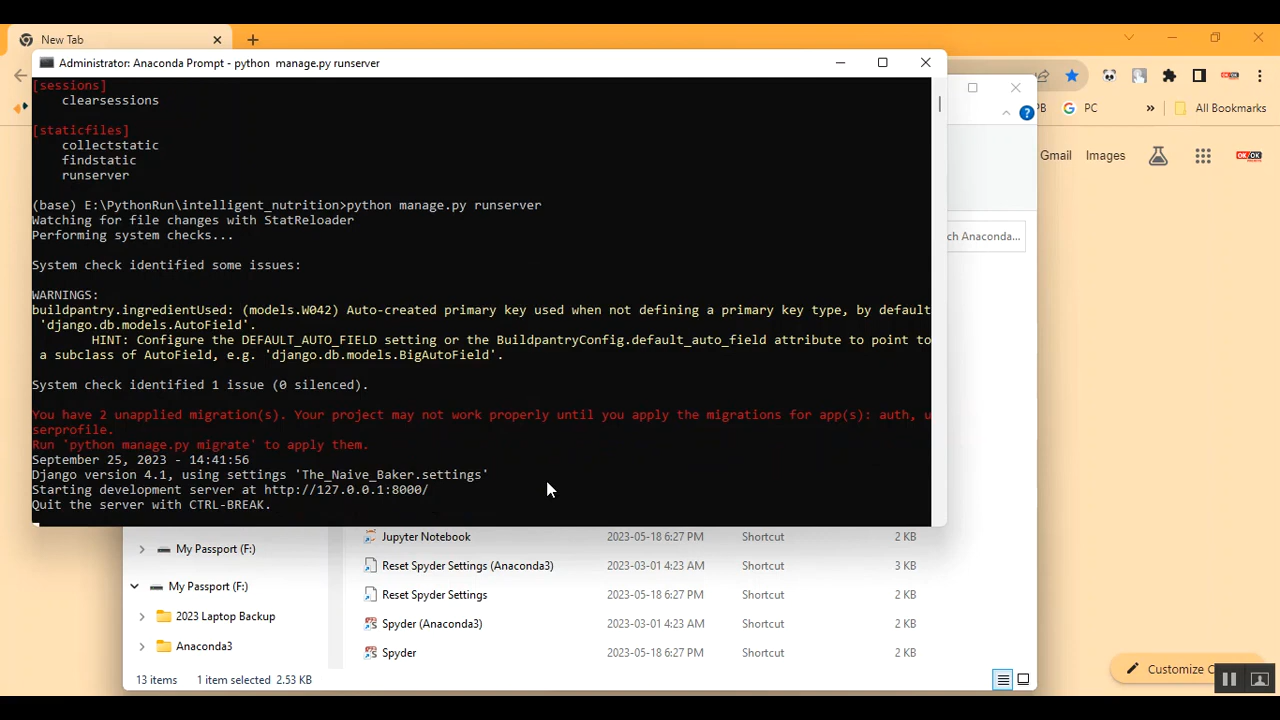 New Tab
Administrator: Anaconda Prompt - python manage.py runserver
[sessions]
clearsessions
[staticfiles]
collectstatic
findstatic
runserver
(base) E:\PythonRun\intelligent_nutrition>python manage.py runserver
Watching for file changes with StatReloader
Performing system checks...
System check identified some issues:
WARNINGS:
buildpantry.ingredientUsed: (models.W042) Auto-created primary key used when not defining a primary key type, by default
'django.db.models.AutoField'.
HINT: Configure the DEFAULT_AUTO_FIELD setting or the BuildpantryConfig.default_auto_field attribute to point to
a subclass of AutoField, e.g. 'django.db.models.BigAutoField'.
System check identified 1 issue (0 silenced).
You have 2 unapplied migration(s). Your project may not work properly until you apply the migrations for app(s): auth, u
serprofile.
Run 'python manage.py migrate' to apply them.
September 25, 2023 - 14:41:56
Django version 4.1, using settings 'The_Naive_Baker.settings'
Starting development server at http://127.0.0.1:8000/
Quit the server with CTRL-BREAK.
PB PC » All Bookmarks
Gmail Images
ch Anaconda...
My Passport (F:)
My Passport (F:)
2023 Laptop Backup
Anaconda3
Jupyter Notebook 2023-05-18 6:27 PM Shortcut 2 KB
Reset Spyder Settings (Anaconda3) 2023-03-01 4:23 AM Shortcut 3 KB
Reset Spyder Settings 2023-05-18 6:27 PM Shortcut 2 KB
Spyder (Anaconda3) 2023-03-01 4:23 AM Shortcut 2 KB
Spyder 2023-05-18 6:27 PM Shortcut 2 KB
13 items 1 item selected 2.53 KB
Customize C